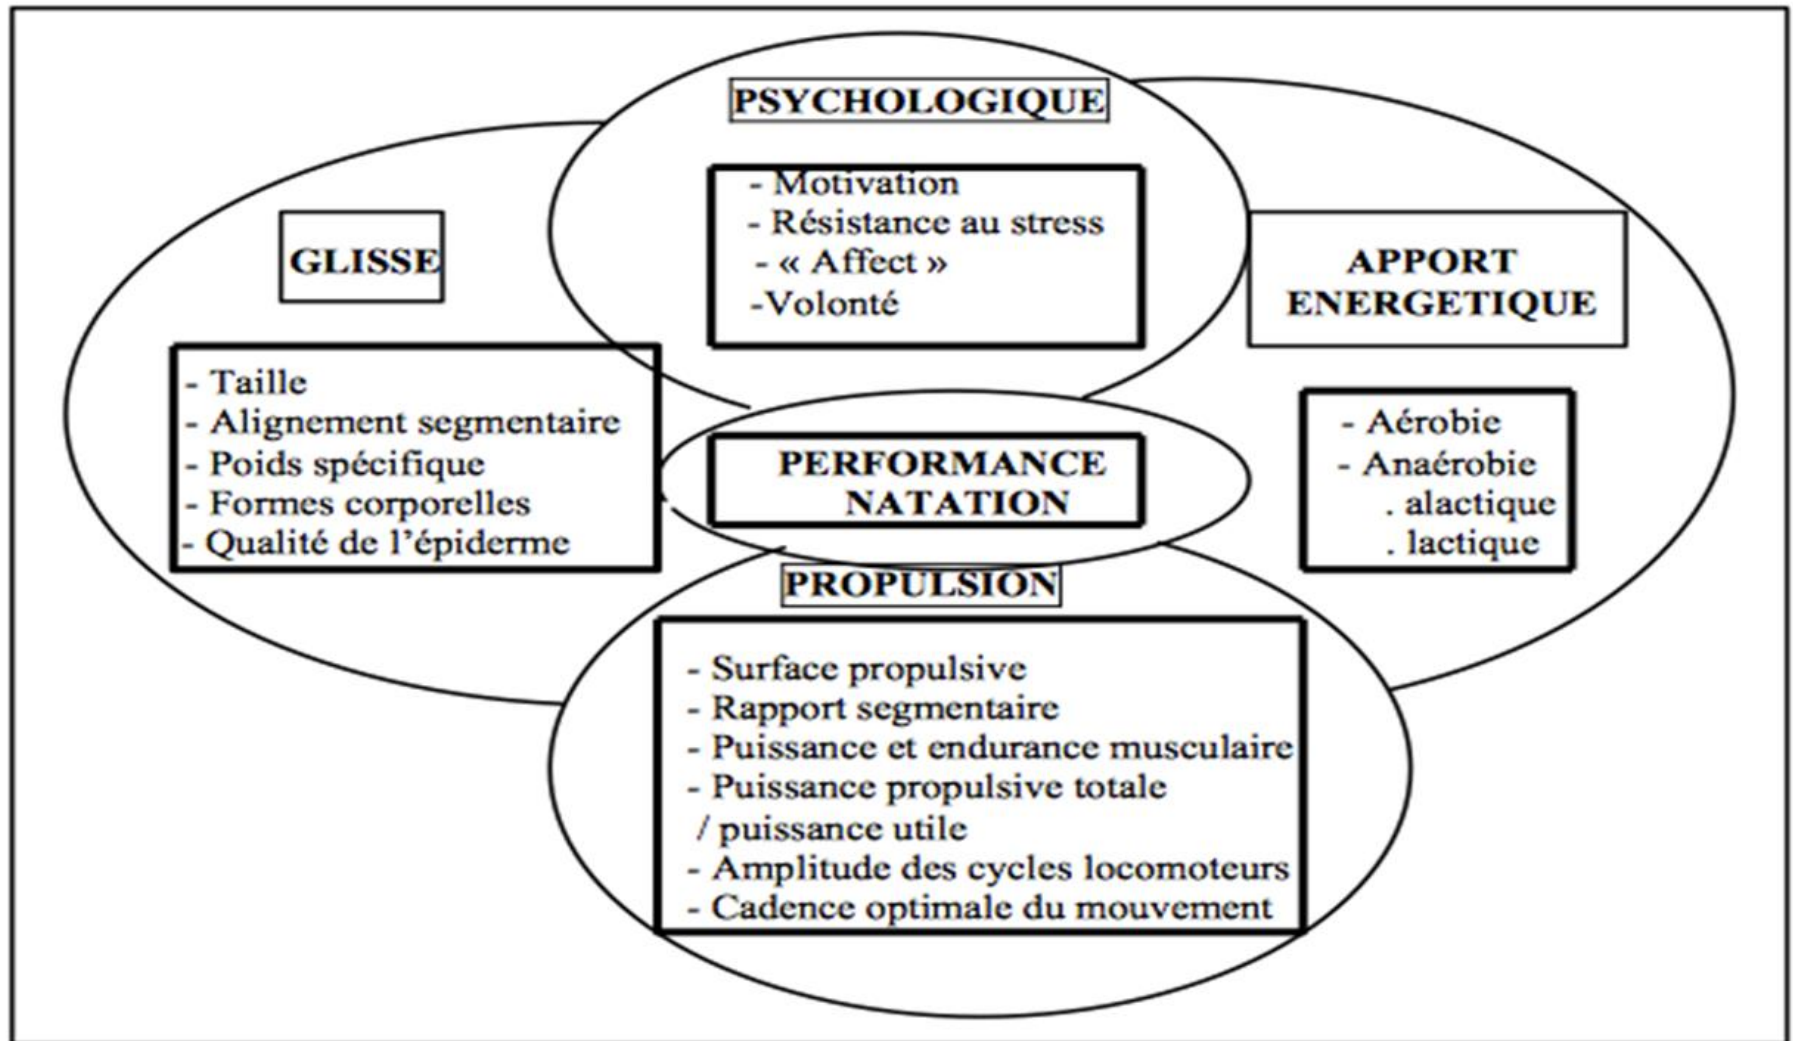 PSYCHOLOGIQUE
- Motivation
- Résistance au stress
- « Affect »
-Volonté
GLISSE
- Taille
- Alignement segmentaire
- Poids spécifique
- Formes corporelles
- Qualité de l’épiderme
APPORT
ENERGETIQUE
- Aérobie
- Anaérobie
. alactique
. lactique
PERFORMANCE
NATATION
PROPULSION
- Surface propulsive
- Rapport segmentaire
- Puissance et endurance musculaire
- Puissance propulsive totale
/ puissance utile
- Amplitude des cycles locomoteurs
- Cadence optimale du mouvement